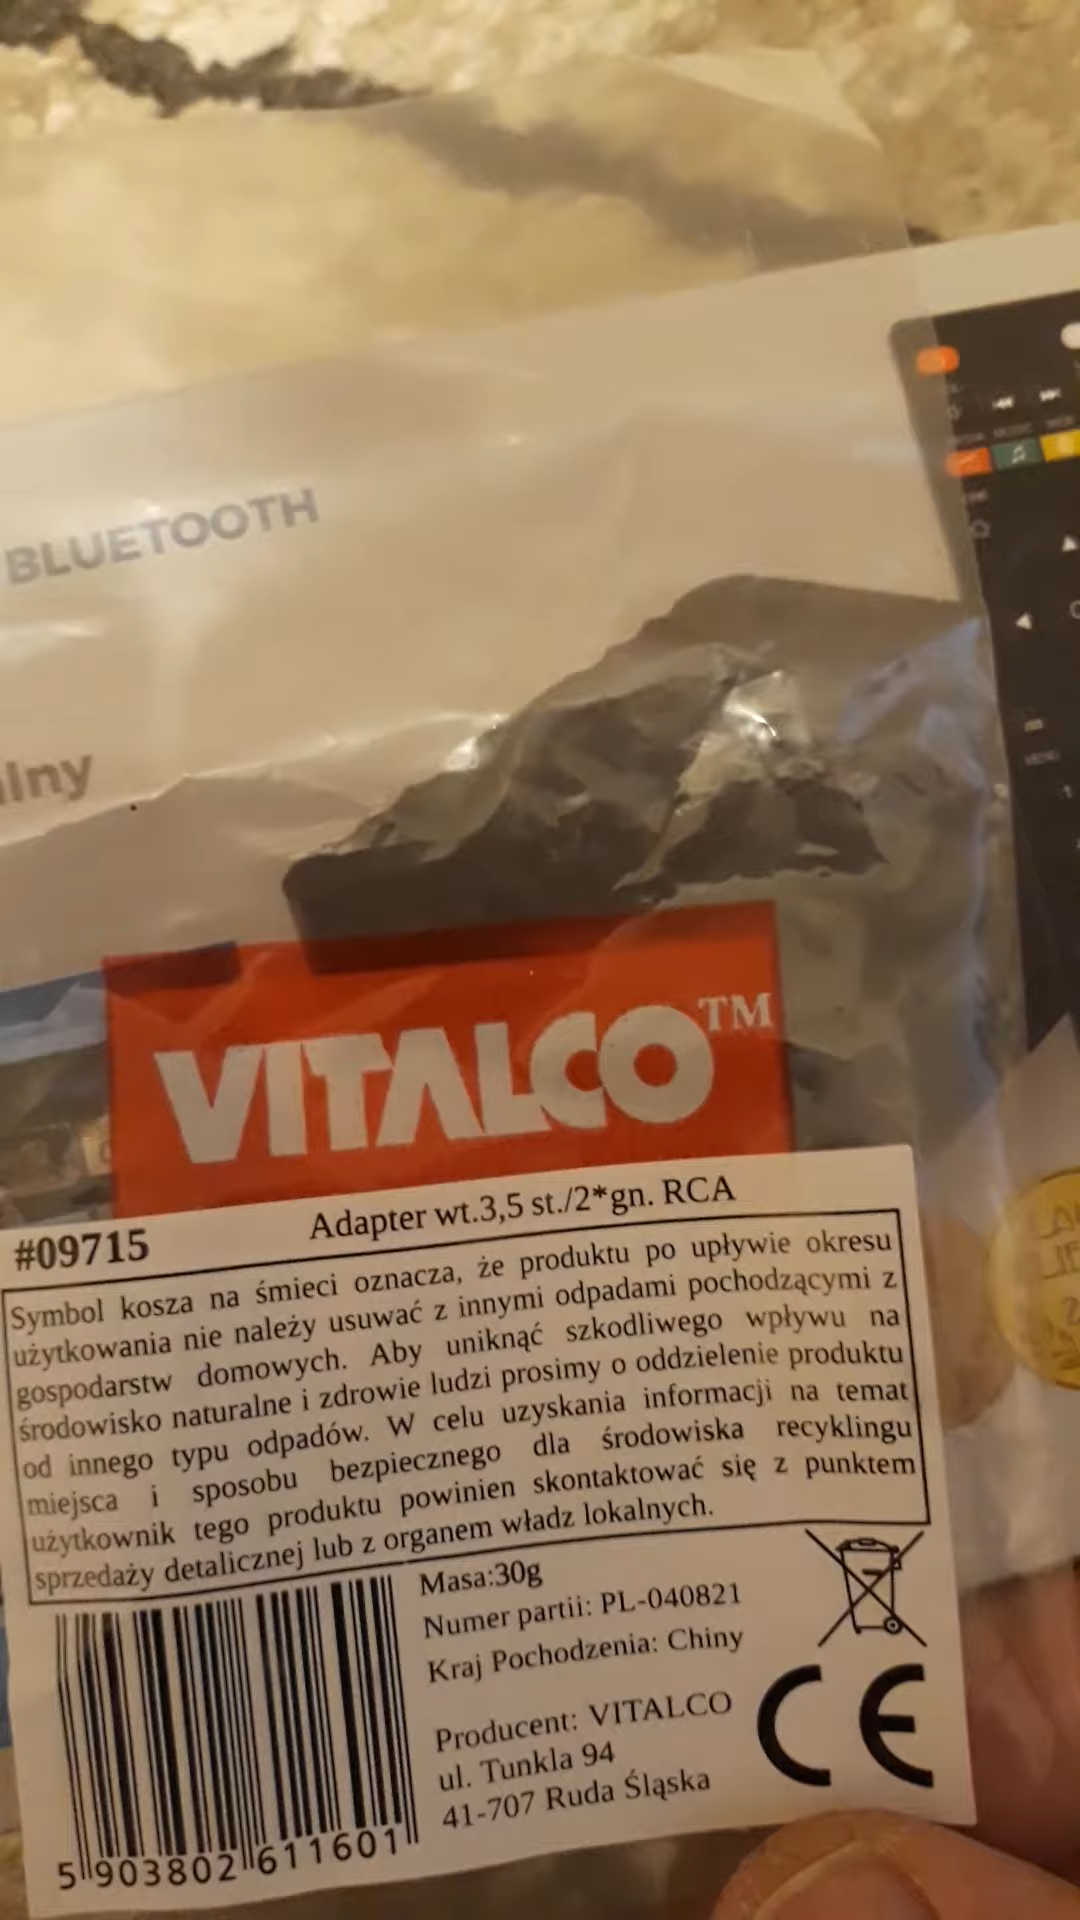 BLUETOOTH
lny
VITALCO™
#09715
Adapter wt.3,5 st./2*gn. RCA
Symbol kosza na śmieci oznacza, że produktu po upływie okresu
użytkowania nie należy usuwać z innymi odpadami pochodzącymi z
gospodarstw domowych. Aby uniknąć szkodliwego wpływu na
środowisko naturalne i zdrowie ludzi prosimy o oddzielenie produktu
od innego typu odpadów. W celu uzyskania informacji na temat
miejsca i sposobu bezpiecznego dla środowiska recyklingu
użytkownik tego produktu powinien skontaktować się z punktem
sprzedaży detalicznej lub z organem władz lokalnych.
Masa:30g
Numer partii: PL-040821
Kraj Pochodzenia: Chiny
Producent: VITALCO
ul. Tunkla 94
41-707 Ruda Śląska
CE
5 903802 611601